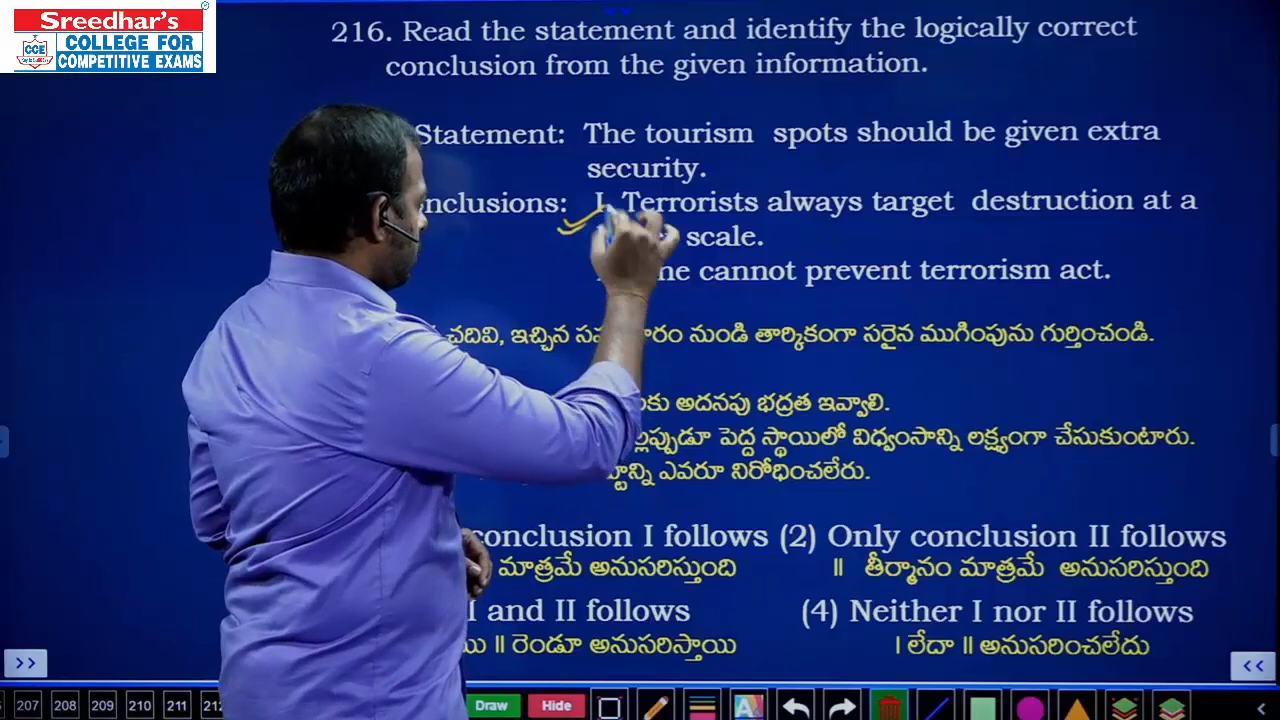 Sreedhar's
CCE
COLLEGE FOR
COMPETITIVE EXAMS
216. Read the statement and identify the logically correct
conclusion from the given information.
Statement: The tourism spots should be given extra
security.
nclusions: I. Terrorists always target destruction at a
scale.
ne cannot prevent terrorism act.
చదివి, ఇచ్చిన నుండి తార్కికంగా సరైన ముగింపును గుర్తించండి.
అదనపు భద్రత ఇవ్వాలి.
ల్లప్పుడూ పెద్ద స్థాయిలో విధ్వంసాన్ని లక్ష్యంగా చేసుకుంటారు.
ఎవరూ నిరోధించలేరు.
conclusion I follows (2) Only conclusion II follows
మాత్రమే అనుసరిస్తుంది || తీర్మానం మాత్రమే అనుసరిస్తుంది
I and II follows (4) Neither I nor II follows
|| రెండూ అనుసరిస్తాయి | లేదా || అనుసరించలేదు
>> <<
207 208 209 210 211 212 Draw Hide A <